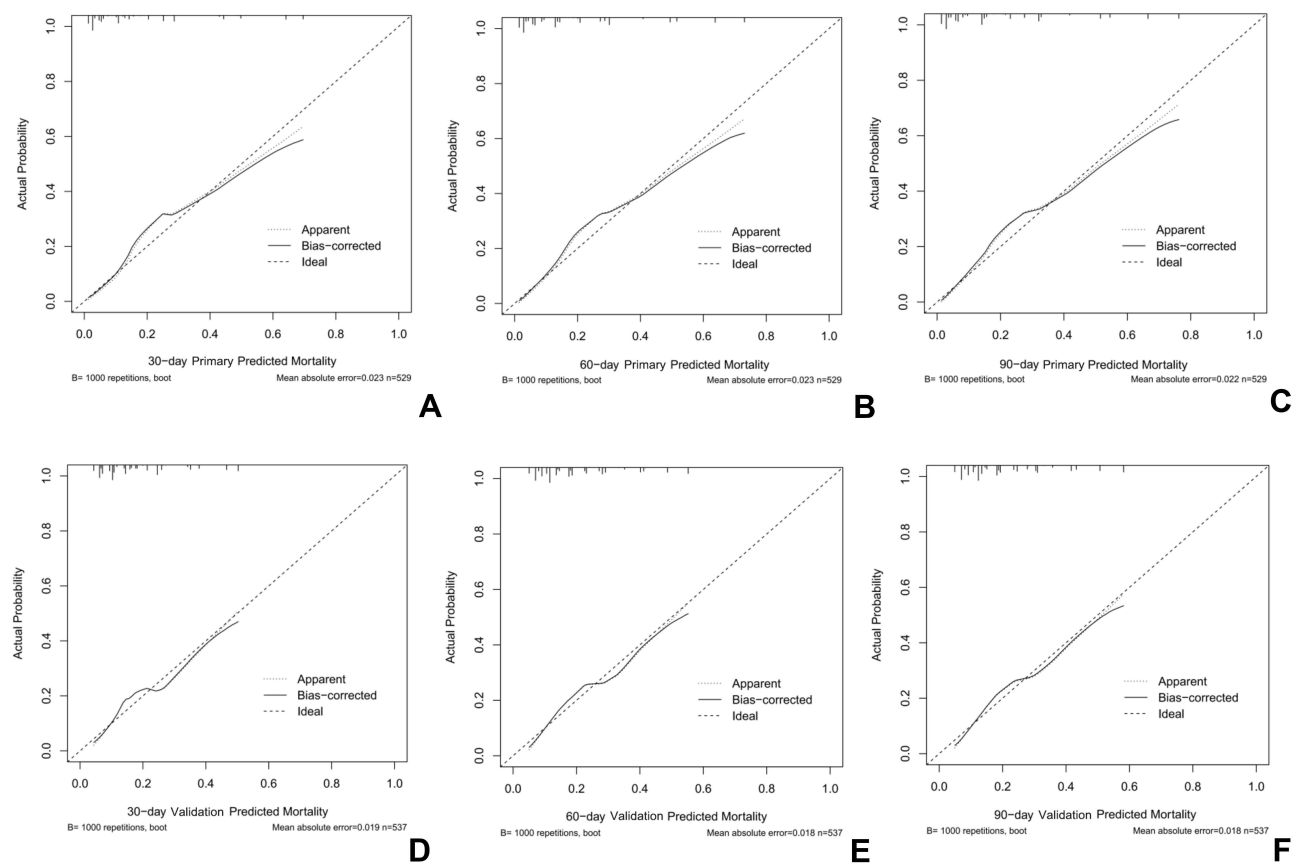 1.0
0.8
0.6
0.4
0.2
0.0
Actual Probability
Apparent
Bias−corrected
Ideal
0.0 0.2 0.4 0.6 0.8 1.0
30−day Primary Predicted Mortality
B= 1000 repetitions, boot Mean absolute error=0.023 n=529
A
1.0
0.8
0.6
0.4
0.2
0.0
Actual Probability
Apparent
Bias−corrected
Ideal
0.0 0.2 0.4 0.6 0.8 1.0
60−day Primary Predicted Mortality
B= 1000 repetitions, boot Mean absolute error=0.023 n=529
B
1.0
0.8
0.6
0.4
0.2
0.0
Actual Probability
Apparent
Bias−corrected
Ideal
0.0 0.2 0.4 0.6 0.8 1.0
90−day Primary Predicted Mortality
B= 1000 repetitions, boot Mean absolute error=0.022 n=529
C
1.0
0.8
0.6
0.4
0.2
0.0
Actual Probability
Apparent
Bias−corrected
Ideal
0.0 0.2 0.4 0.6 0.8 1.0
30−day Validation Predicted Mortality
B= 1000 repetitions, boot Mean absolute error=0.019 n=537
D
1.0
0.8
0.6
0.4
0.2
0.0
Actual Probability
Apparent
Bias−corrected
Ideal
0.0 0.2 0.4 0.6 0.8 1.0
60−day Validation Predicted Mortality
B= 1000 repetitions, boot Mean absolute error=0.018 n=537
E
1.0
0.8
0.6
0.4
0.2
0.0
Actual Probability
Apparent
Bias−corrected
Ideal
0.0 0.2 0.4 0.6 0.8 1.0
90−day Validation Predicted Mortality
B= 1000 repetitions, boot Mean absolute error=0.018 n=537
F